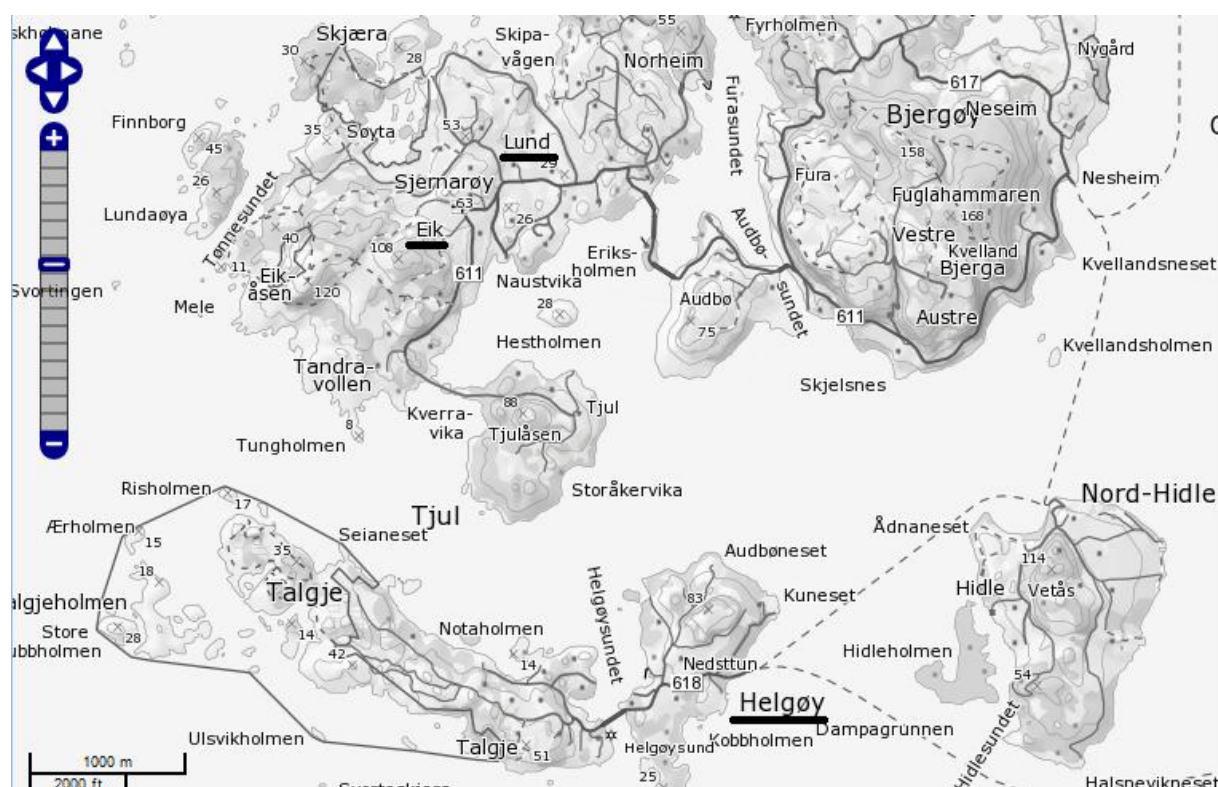 Skjæra
30
28
Skipa-
vågen
55
Norheim
Fyrholmen
Nygård
617
Bjergøy
Neseim
Finnborg
45
26
Lundaøya
35
Søyta
53
Lund
29
Furasundet
158
Sjernarøy
63
Fura
Fuglahammaren
168
Nesheim
Tønnesundet
40
108
Eik
26
Audbø-
sundet
Vestre
Kvelland
Bjerga
Eriks-
holmen
11
Eik-
åsen
120
611
Naustvika
28
Audbø
75
611
Austre
Kvellandsneset
Svortingen
Mele
Hestholmen
Kvellandsholmen
Skjelsnes
Tandra-
vollen
8
Kverra-
vika
88
Tjul
Tjulåsen
Tungholmen
Risholmen
17
Storåkervika
Nord-Hidle
Tjul
Ærholmen
15
Seianeset
Ådnaneset
35
18
Audbøneset
114
Talgje
Helgøysundet
83
Kuneset
Hidle
Vetås
Store
28
14
42
Notaholmen
14
Nedsttun
Hidleholmen
618
54
Helgøy
Ulsvikholmen
Talgje
51
Helgøysund
Kobbholmen
Dampagrunnen
Hidlesundet
25
1000 m
2000 ft
Halsnevikneset